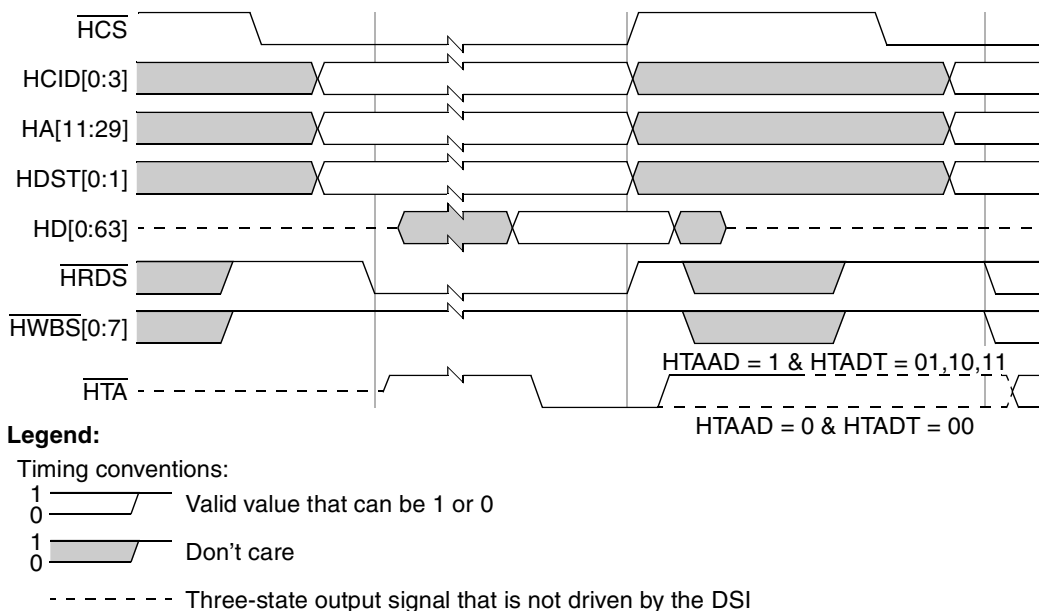 HCS
HCID[0:3]
HA[11:29]
HDST[0:1]
HD[0:63]
HRDS
HWBS[0:7]
HTAAD = 1 & HTADT = 01,10,11
HTA
HTAAD = 0 & HTADT = 00
Legend:
Timing conventions:
1
0
Valid value that can be 1 or 0
1
0
Don't care
Three-state output signal that is not driven by the DSI